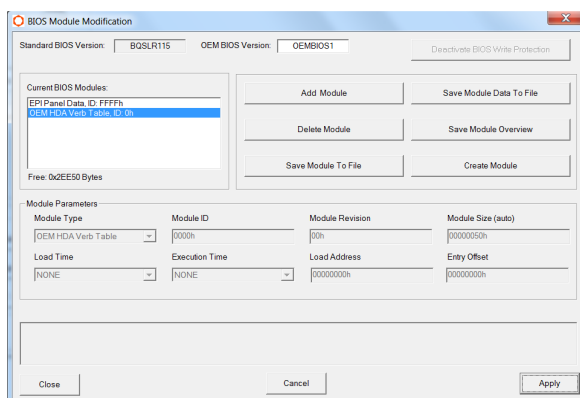 BIOS Module Modification
Standard BIOS Version: BQSLR115 OEM BIOS Version: OEMBIOS1 Deactivate BIOS Write Protection
Current BIOS Modules:
EPI Panel Data, ID: FFFFh
OEM HDA Verb Table, ID: 0h
Free: 0x2EE50 Bytes
Add Module Save Module Data To File
Delete Module Save Module Overview
Save Module To File Create Module
Module Parameters
Module Type Module ID Module Revision Module Size (auto)
OEM HDA Verb Table 0000h 00h 00000050h
Load Time Execution Time Load Address Entry Offset
NONE NONE 00000000h 00000000h
Close Cancel Apply